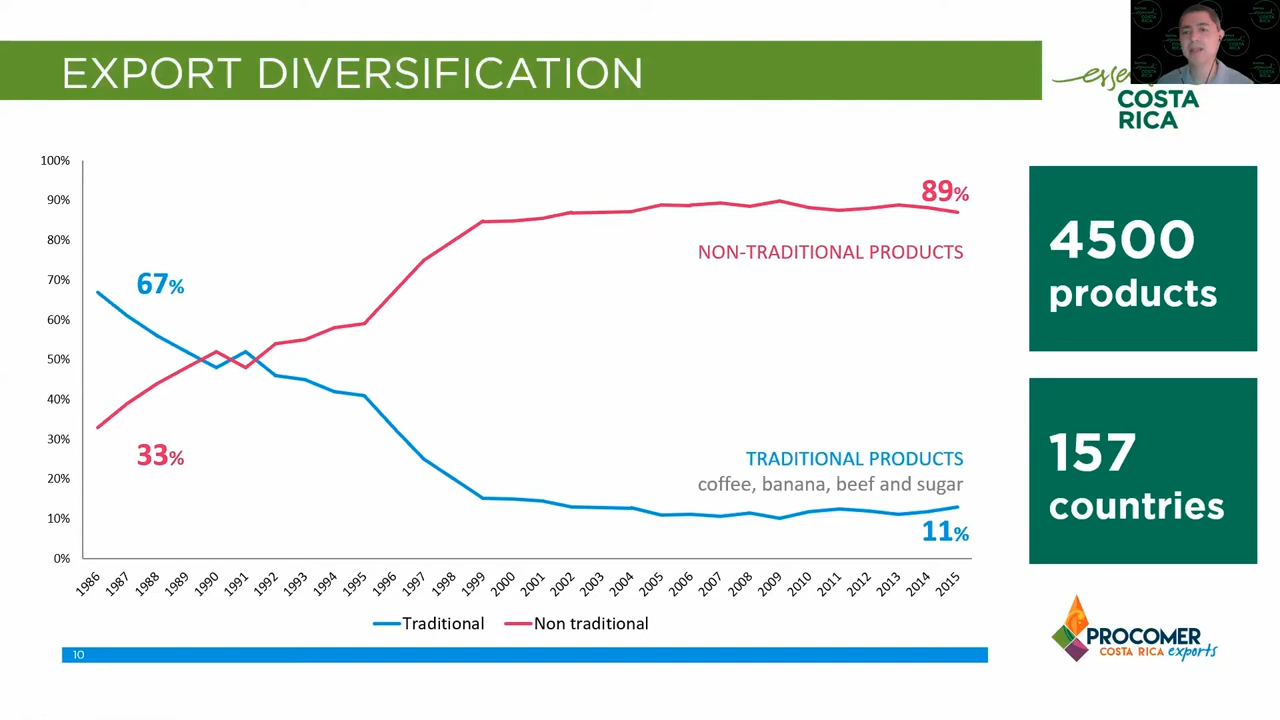 EXPORT DIVERSIFICATION
COSTA
RICA
100%
90%
80%
70%
60%
50%
40%
30%
20%
10%
0%
67%
33%
89%
NON-TRADITIONAL PRODUCTS
TRADITIONAL PRODUCTS
coffee, banana, beef and sugar
11%
1986 1987 1988 1989 1990 1991 1992 1993 1994 1995 1996 1997 1998 1999 2000 2001 2002 2003 2004 2005 2006 2007 2008 2009 2010 2011 2012 2013 2014 2015
Traditional Non traditional
4500
products
157
countries
10
PROCOMER
COSTA RICA exports